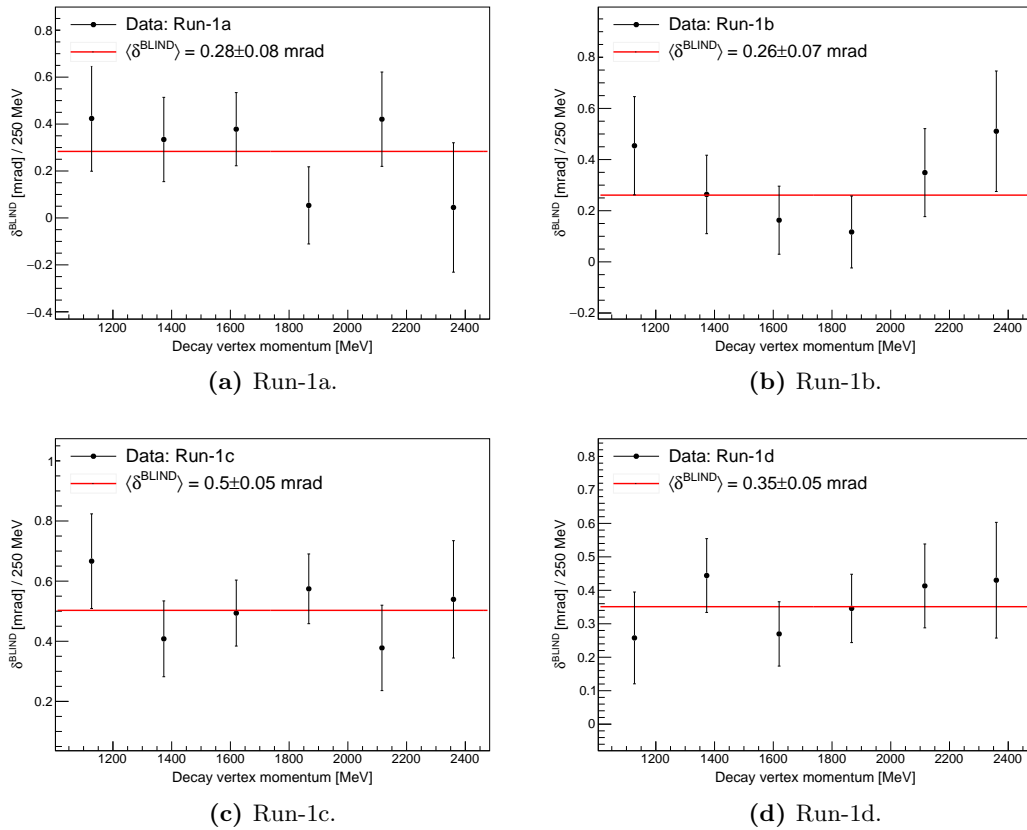 Data: Run-1a
⟨δ^BLIND⟩ = 0.28±0.08 mrad
δ^BLIND [mrad] / 250 MeV
0.8
0.6
0.4
0.2
0
−0.2
−0.4
1200 1400 1600 1800 2000 2200 2400
Decay vertex momentum [MeV]
(a) Run-1a.
Data: Run-1b
⟨δ^BLIND⟩ = 0.26±0.07 mrad
δ^BLIND [mrad] / 250 MeV
0.8
0.6
0.4
0.2
0
−0.2
1200 1400 1600 1800 2000 2200 2400
Decay vertex momentum [MeV]
(b) Run-1b.
Data: Run-1c
⟨δ^BLIND⟩ = 0.5±0.05 mrad
δ^BLIND [mrad] / 250 MeV
1
0.8
0.6
0.4
0.2
1200 1400 1600 1800 2000 2200 2400
Decay vertex momentum [MeV]
(c) Run-1c.
Data: Run-1d
⟨δ^BLIND⟩ = 0.35±0.05 mrad
δ^BLIND [mrad] / 250 MeV
0.8
0.7
0.6
0.5
0.4
0.3
0.2
0.1
0
1200 1400 1600 1800 2000 2200 2400
Decay vertex momentum [MeV]
(d) Run-1d.